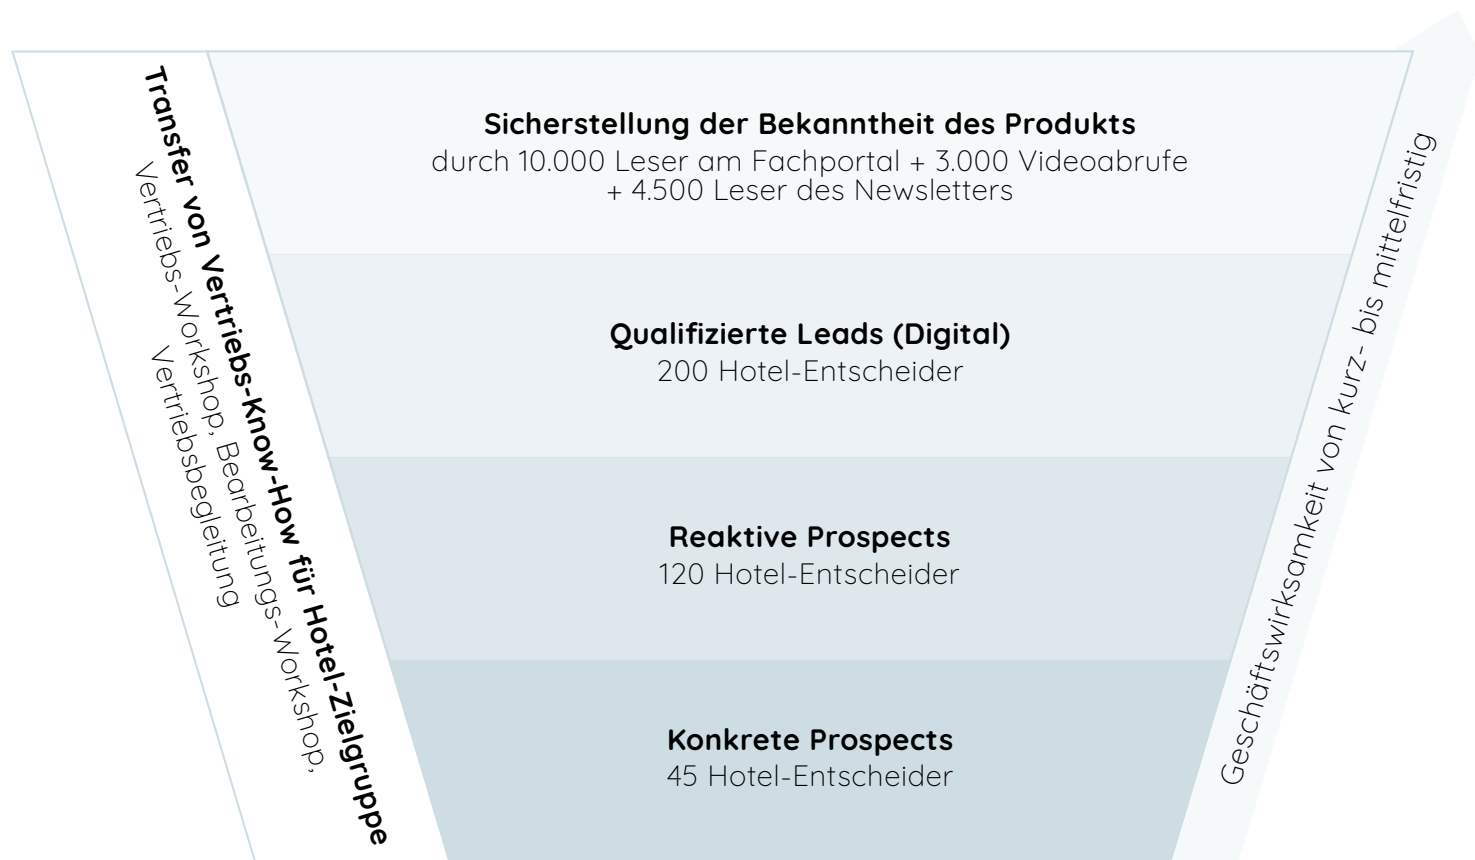 Transfer von Vertriebs-Know-How für Hotel-Zielgruppe
Vertriebs-Workshop, Bearbeitungs-Workshop,
Vertriebsbegleitung
Sicherstellung der Bekanntheit des Produkts
durch 10.000 Leser am Fachportal + 3.000 Videoabrufe
+ 4.500 Leser des Newsletters
Qualifizierte Leads (Digital)
200 Hotel-Entscheider
Reaktive Prospects
120 Hotel-Entscheider
Konkrete Prospects
45 Hotel-Entscheider
Geschäftswirksamkeit von kurz- bis mittelfristig